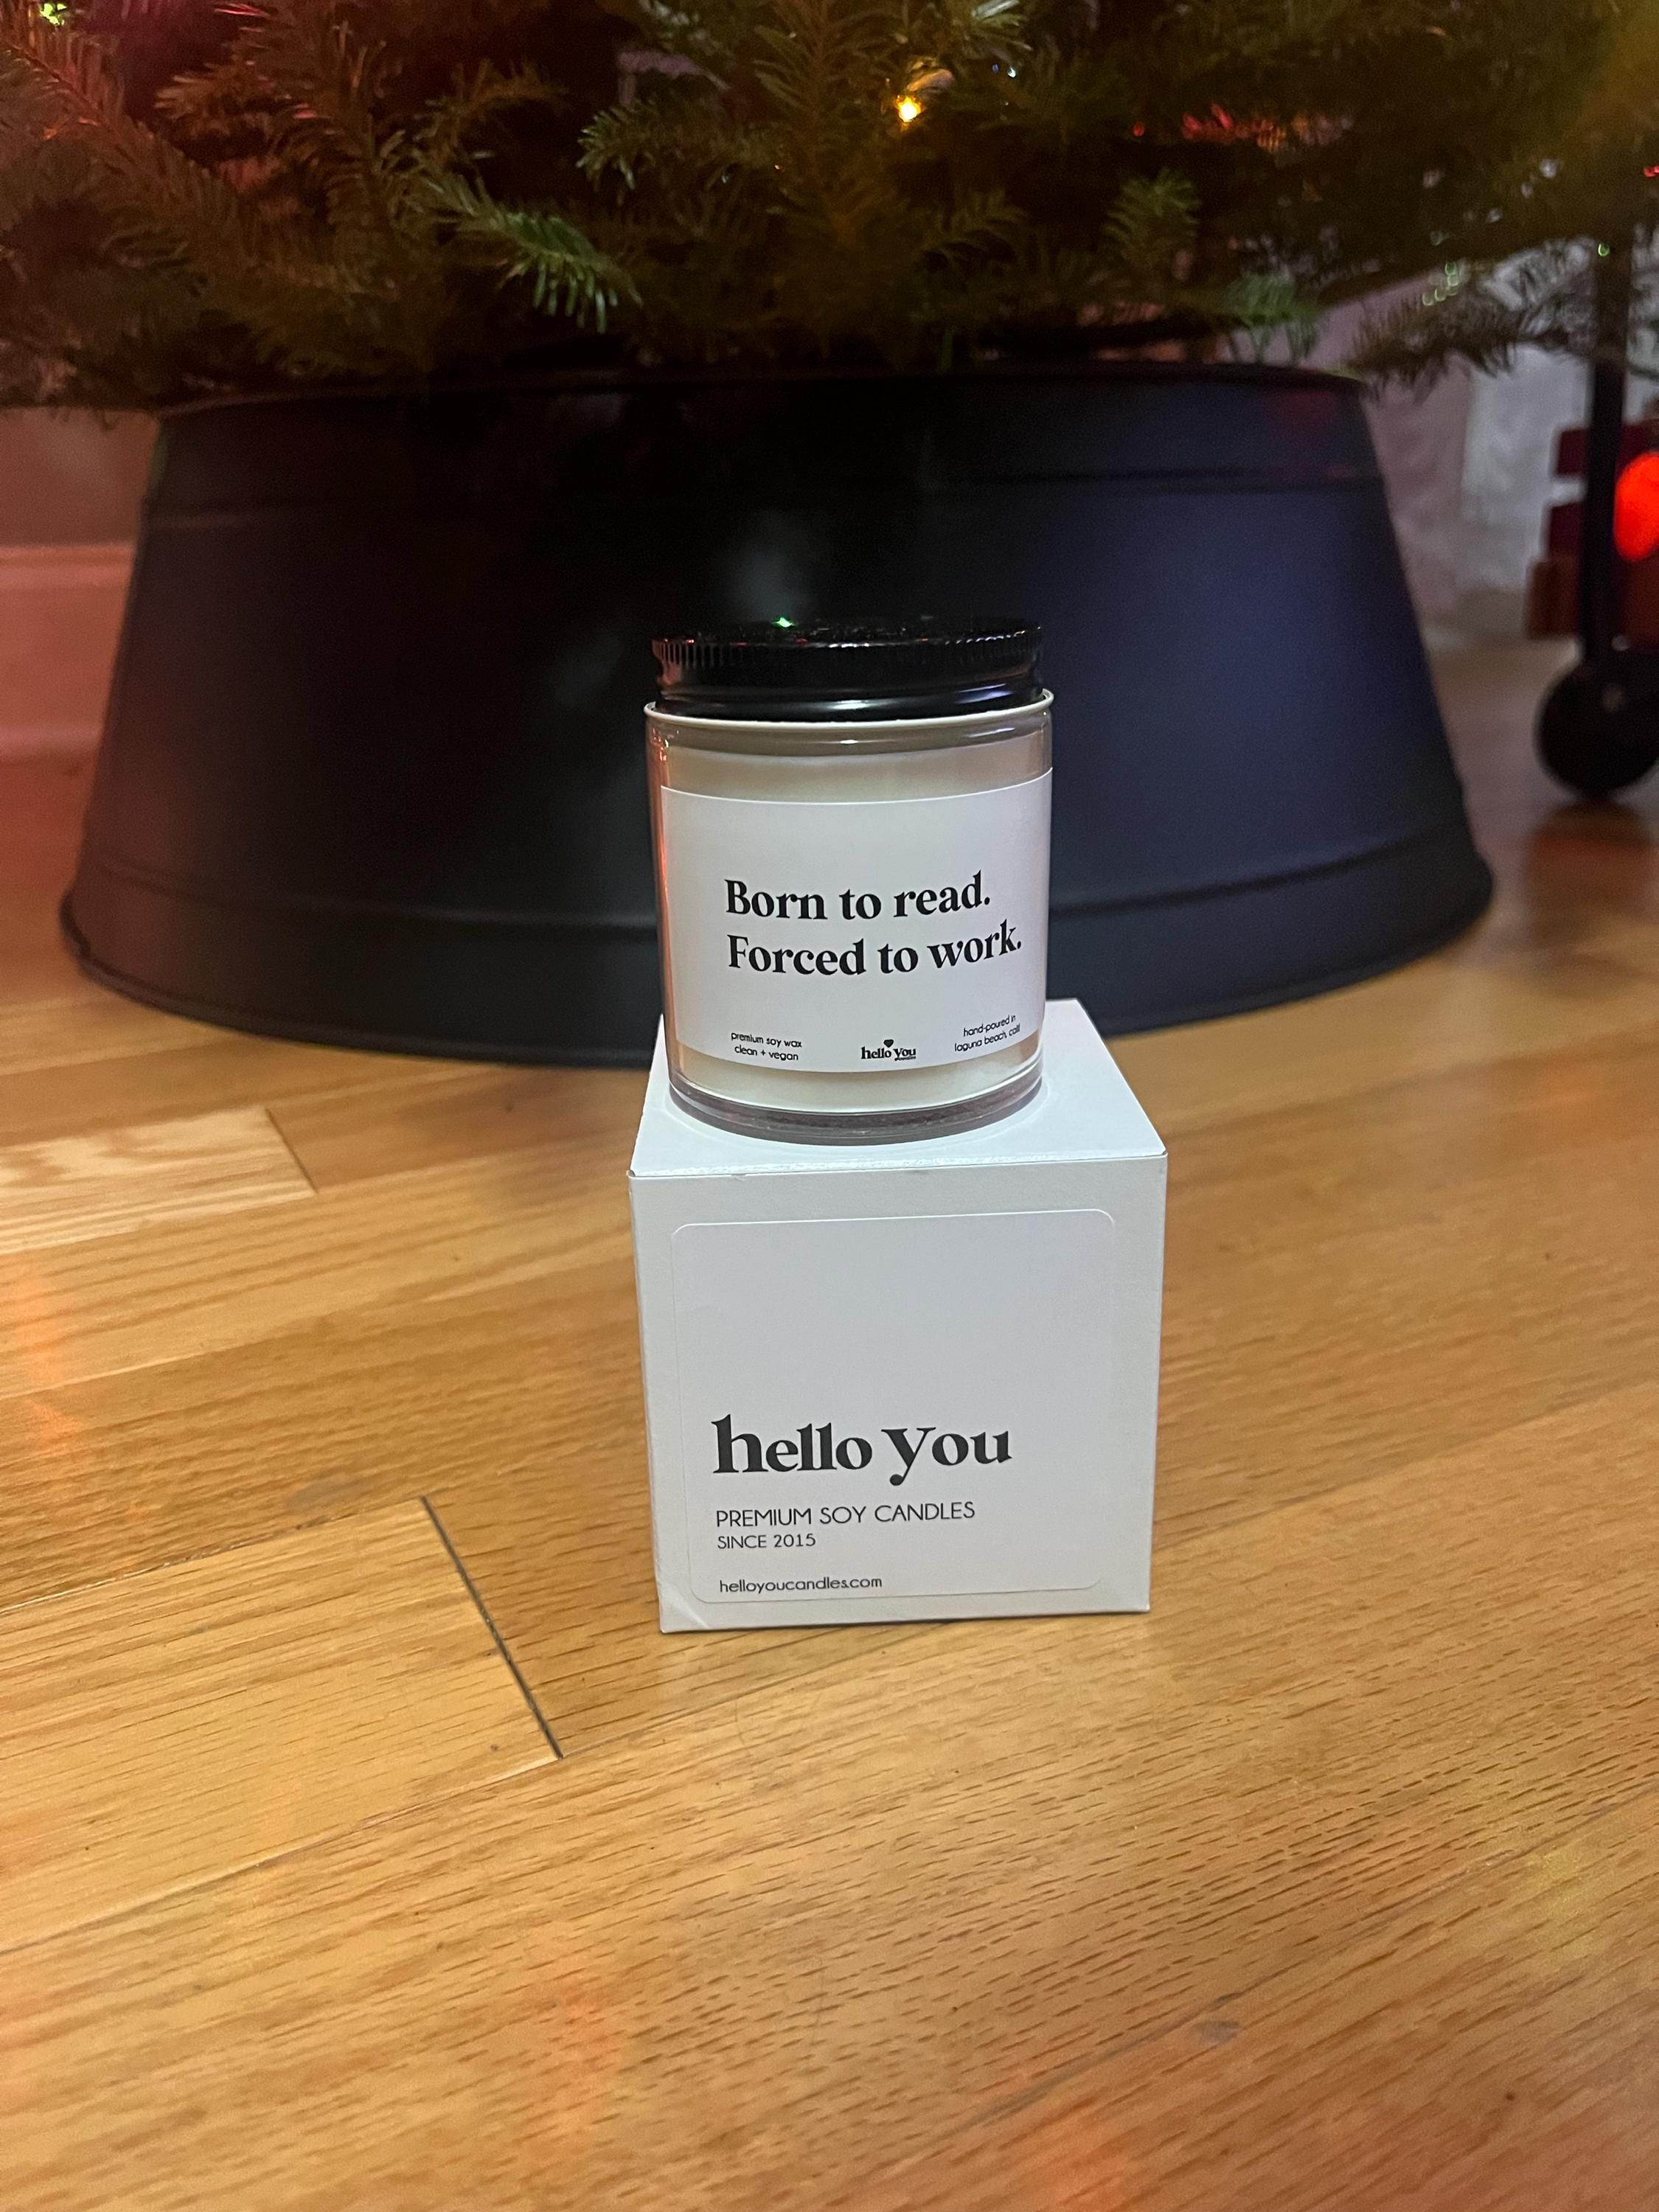 Born to read.
Forced to work.
premium soy wax
clean + vegan
hello you
hand-poured in
laguna beach, calif
hello you
PREMIUM SOY CANDLES
SINCE 2015
helloyoucandles.com